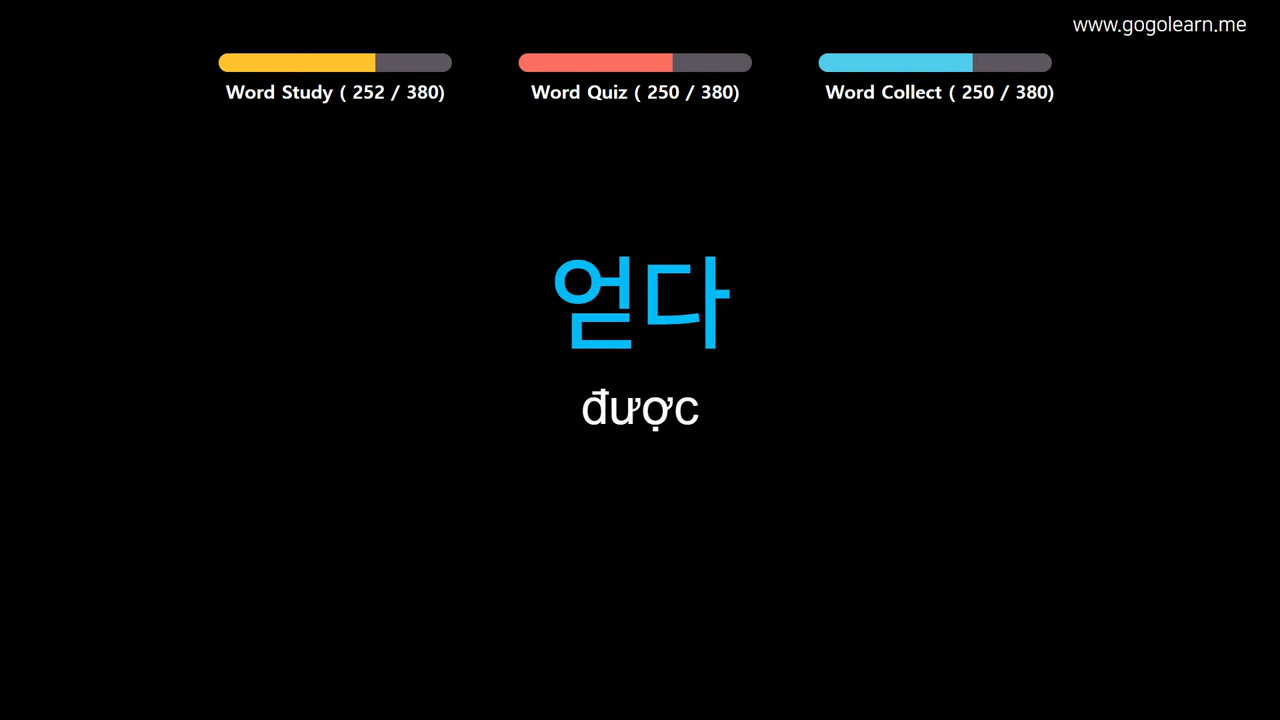 www.gogolearn.me
Word Study ( 252 / 380)
Word Quiz ( 250 / 380)
Word Collect ( 250 / 380)
얻다
được